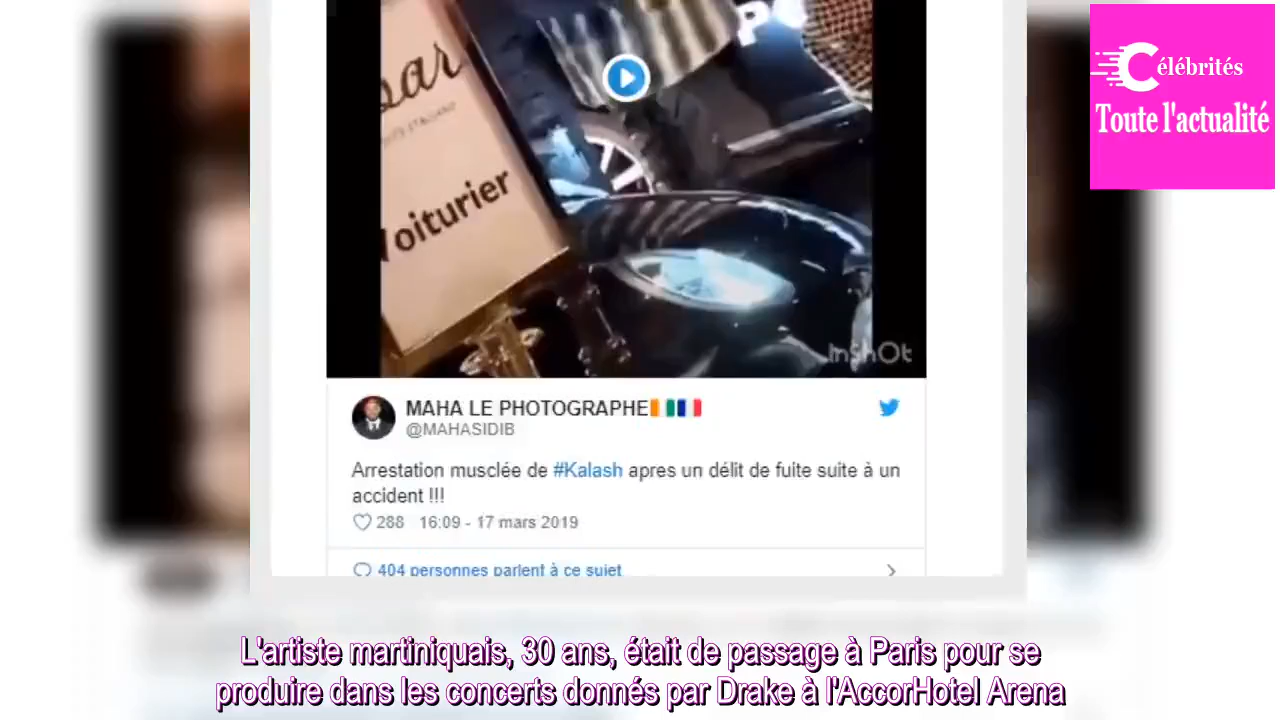 Célébrités
Toute l'actualité
bar
Voiturier
InShOt
MAHA LE PHOTOGRAPHE
@MAHASIDIB
Arrestation musclée de #Kalash apres un délit de fuite suite à un
accident !!!
288 16:09 - 17 mars 2019
404 personnes parlent à ce sujet
L'artiste martiniquais, 30 ans, était de passage à Paris pour se
produire dans les concerts donnés par Drake à l'AccorHotel Arena